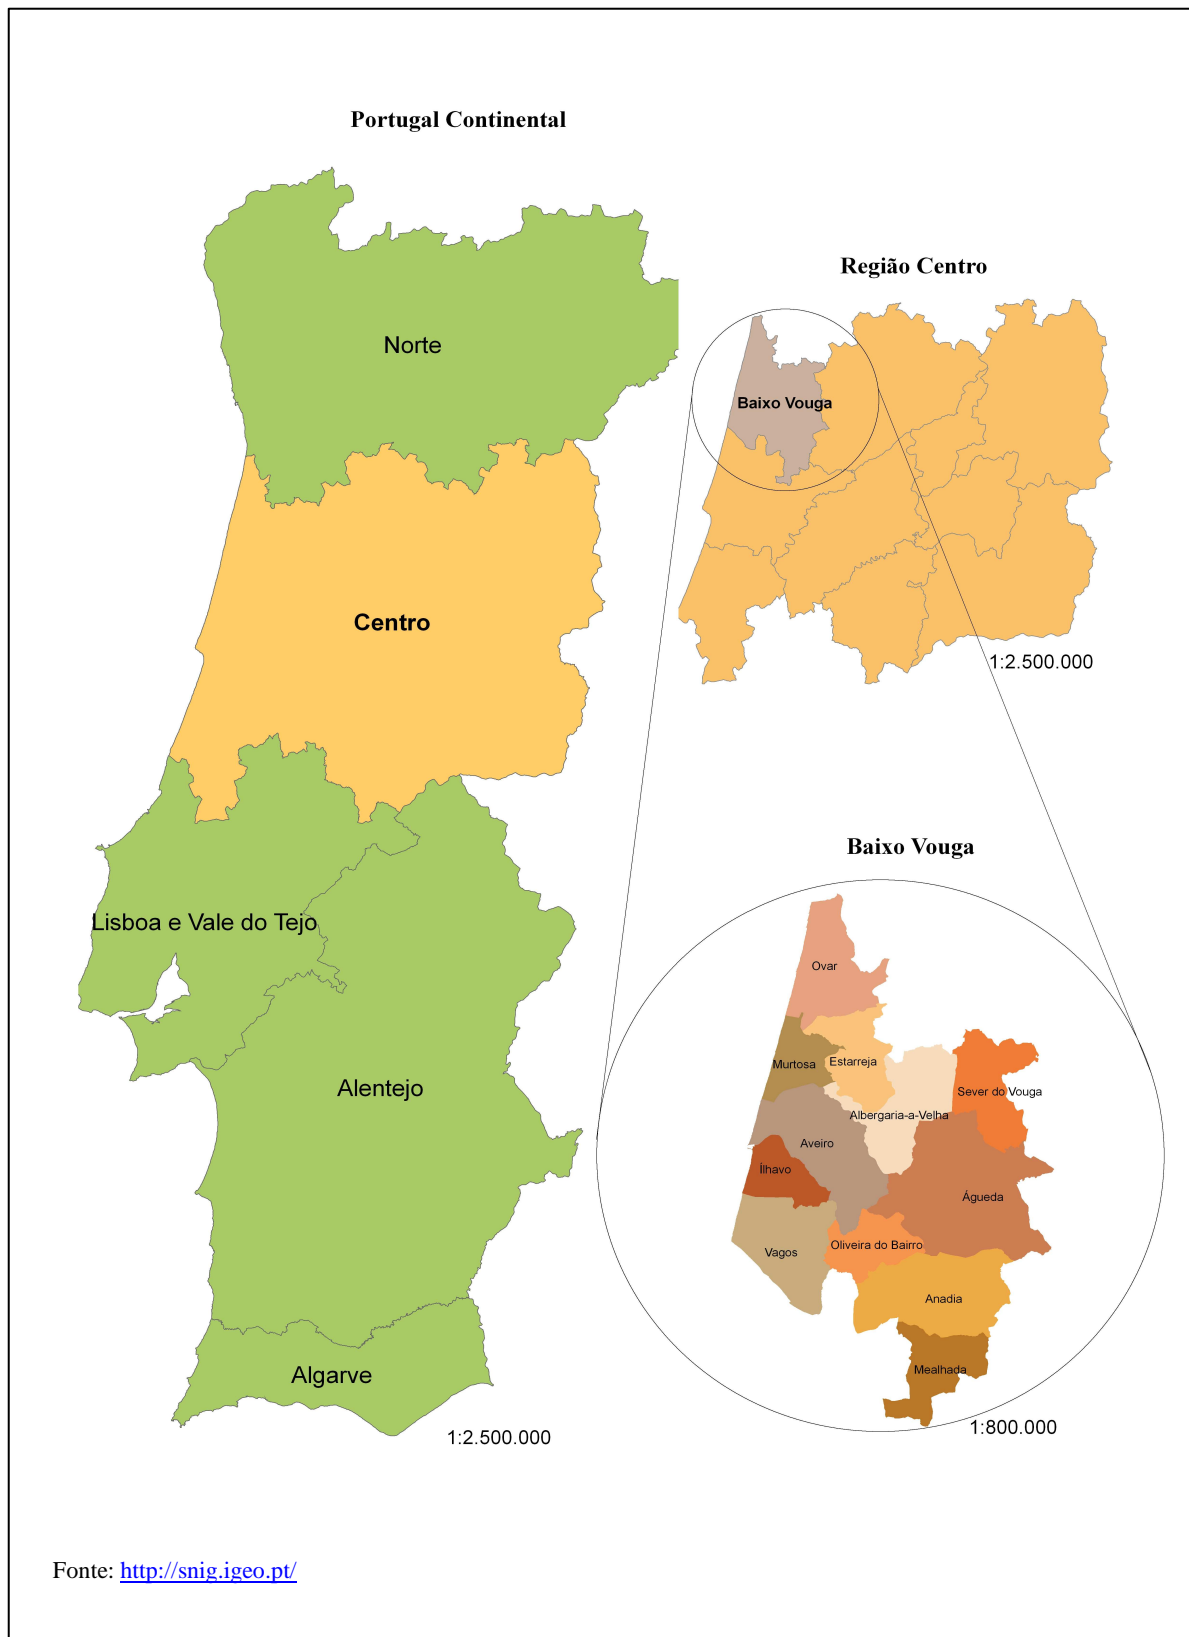 Portugal Continental
Norte
Centro
Lisboa e Vale do Tejo
Alentejo
Algarve
1:2.500.000
Região Centro
Baixo Vouga
1:2.500.000
Baixo Vouga
Ovar
Murtosa
Estarreja
Sever do Vouga
Albergaria-a-Velha
Aveiro
Ílhavo
Águeda
Oliveira do Bairro
Vagos
Anadia
Mealhada
1:800.000
Fonte: http://snig.igeo.pt/